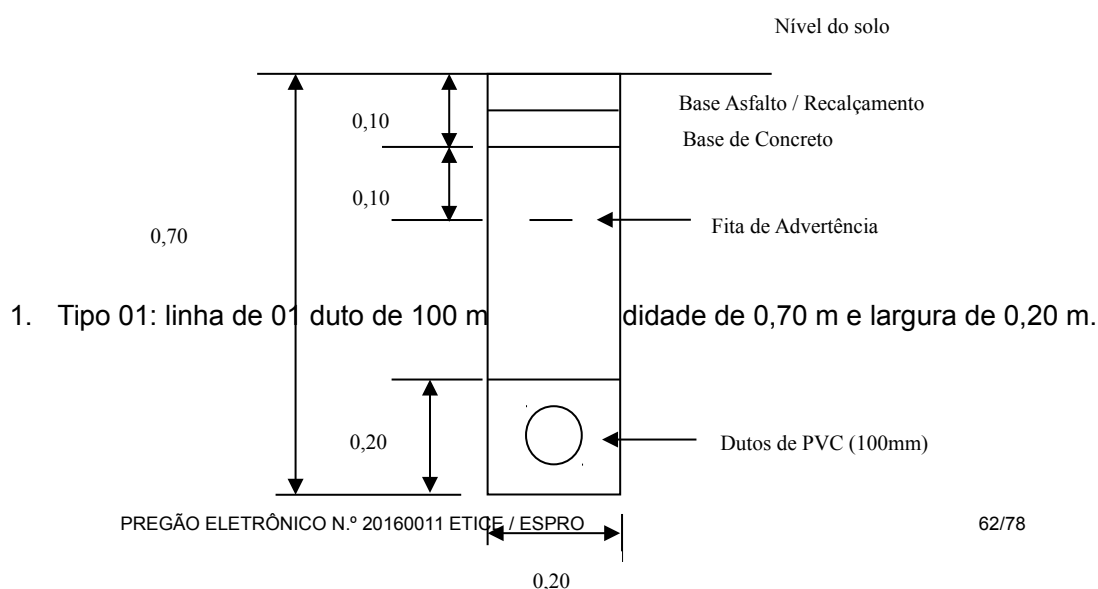 Nível do solo
Base Asfalto / Recalçamento
0,10
Base de Concreto
0,10
Fita de Advertência
0,70
1. Tipo 01: linha de 01 duto de 100 m didade de 0,70 m e largura de 0,20 m.
0,20
Dutos de PVC (100mm)
PREGÃO ELETRÔNICO N.º 20160011 ETICE / ESPRO 62/78
0,20